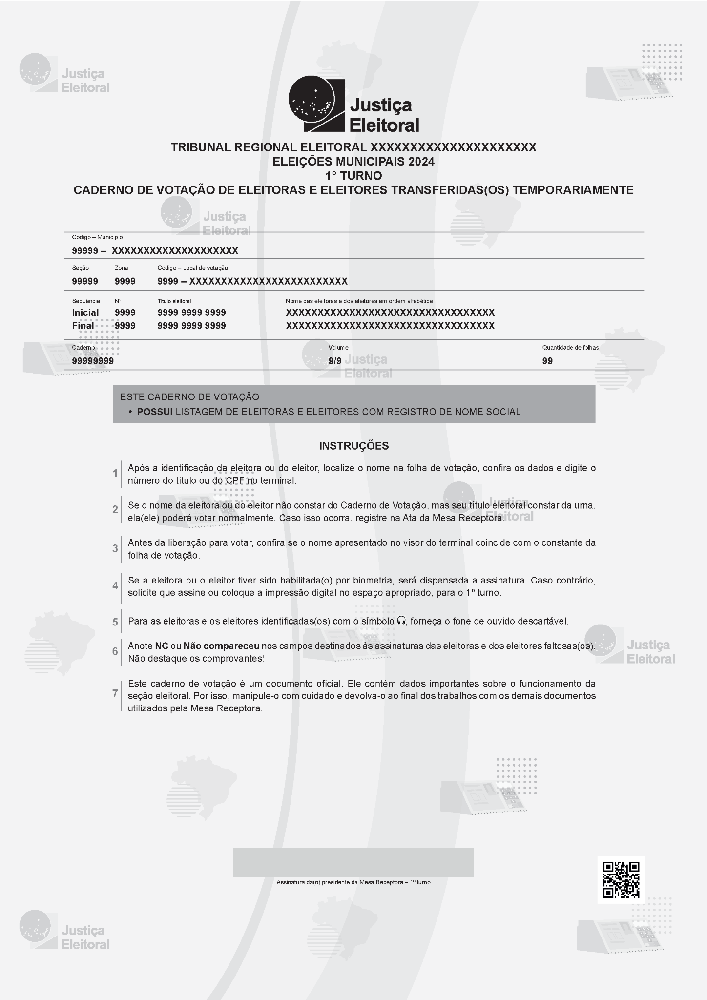 Justiça
Eleitoral
Justiça
Eleitoral
TRIBUNAL REGIONAL ELEITORAL XXXXXXXXXXXXXXXXXXXXX
ELEIÇÕES MUNICIPAIS 2024
1° TURNO
CADERNO DE VOTAÇÃO DE ELEITORAS E ELEITORES TRANSFERIDAS(OS) TEMPORARIAMENTE
Justiça
Eleitoral
Código – Município
99999 – XXXXXXXXXXXXXXXXXXXX
Seção Zona Código – Local de votação
99999 9999 9999 – XXXXXXXXXXXXXXXXXXXXXXXXX
Sequência N° Título eleitoral Nome das eleitoras e dos eleitores em ordem alfabética
Inicial 9999 9999 9999 9999 XXXXXXXXXXXXXXXXXXXXXXXXXXXXXXXXX
Final 9999 9999 9999 9999 XXXXXXXXXXXXXXXXXXXXXXXXXXXXXXXXX
Caderno Volume Quantidade de folhas
99999999 9/9 99
Justiça
Eleitoral
ESTE CADERNO DE VOTAÇÃO
• POSSUI LISTAGEM DE ELEITORAS E ELEITORES COM REGISTRO DE NOME SOCIAL
INSTRUÇÕES
1 Após a identificação da eleitora ou do eleitor, localize o nome na folha de votação, confira os dados e digite o
número do título ou do CPF no terminal.
2 Se o nome da eleitora ou do eleitor não constar do Caderno de Votação, mas seu título eleitoral constar da urna,
ela(ele) poderá votar normalmente. Caso isso ocorra, registre na Ata da Mesa Receptora.
Justiça
Eleitoral
3 Antes da liberação para votar, confira se o nome apresentado no visor do terminal coincide com o constante da
folha de votação.
4 Se a eleitora ou o eleitor tiver sido habilitada(o) por biometria, será dispensada a assinatura. Caso contrário,
solicite que assine ou coloque a impressão digital no espaço apropriado, para o 1º turno.
5 Para as eleitoras e os eleitores identificadas(os) com o símbolo , forneça o fone de ouvido descartável.
6 Anote NC ou Não compareceu nos campos destinados às assinaturas das eleitoras e dos eleitores faltosas(os).
Não destaque os comprovantes!
Justiça
Eleitoral
7 Este caderno de votação é um documento oficial. Ele contém dados importantes sobre o funcionamento da
seção eleitoral. Por isso, manipule-o com cuidado e devolva-o ao final dos trabalhos com os demais documentos
utilizados pela Mesa Receptora.
Assinatura da(o) presidente da Mesa Receptora – 1º turno
Justiça
Eleitoral